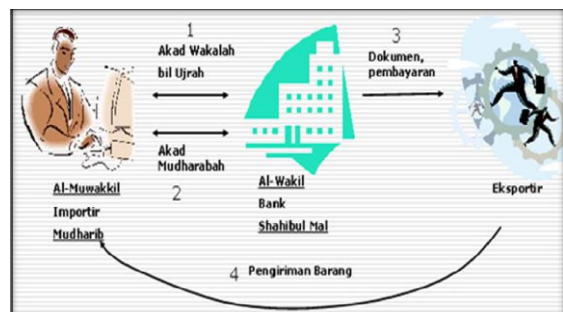 1
Akad Wakalah
bil Ujrah
3
Dokumen,
pembayaran
Akad
Mudharabah
2
Al-Muwakkil
Importir
Mudharib
Al-Wakil
Bank
Shahibul Mal
Eksportir
4 Pengiriman Barang